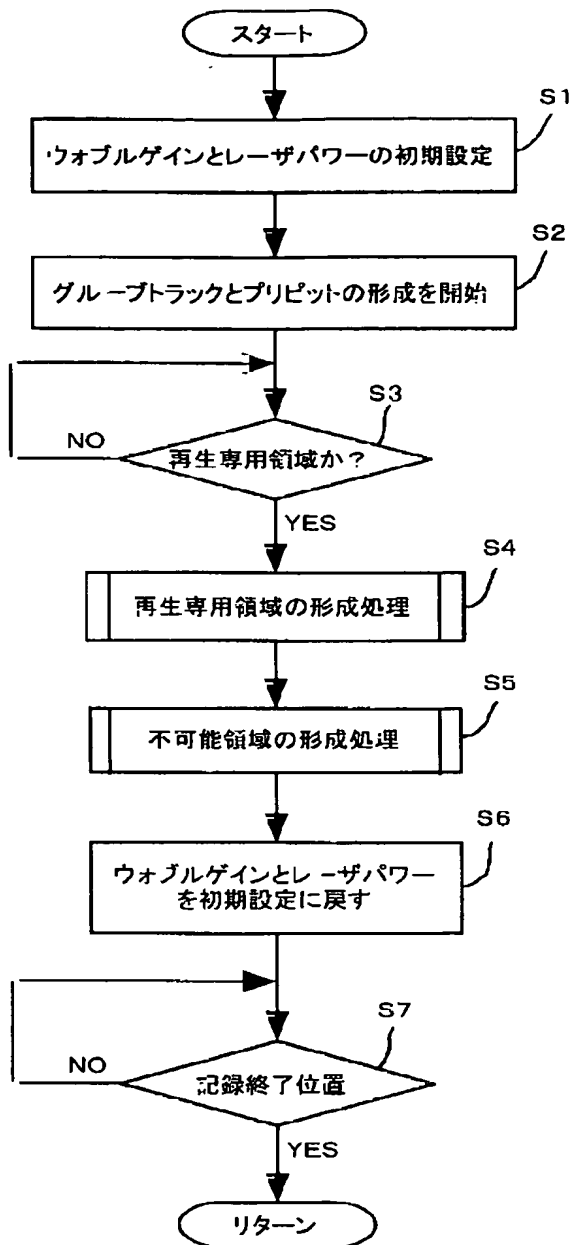 スタート
S1
ウォブルゲインとレーザパワーの初期設定
S2
グルーブトラックとプリピットの形成を開始
S3
NO
再生専用領域か?
YES
S4
再生専用領域の形成処理
S5
不可能領域の形成処理
S6
ウォブルゲインとレーザパワー
を初期設定に戻す
S7
NO
記録終了位置
YES
リターン